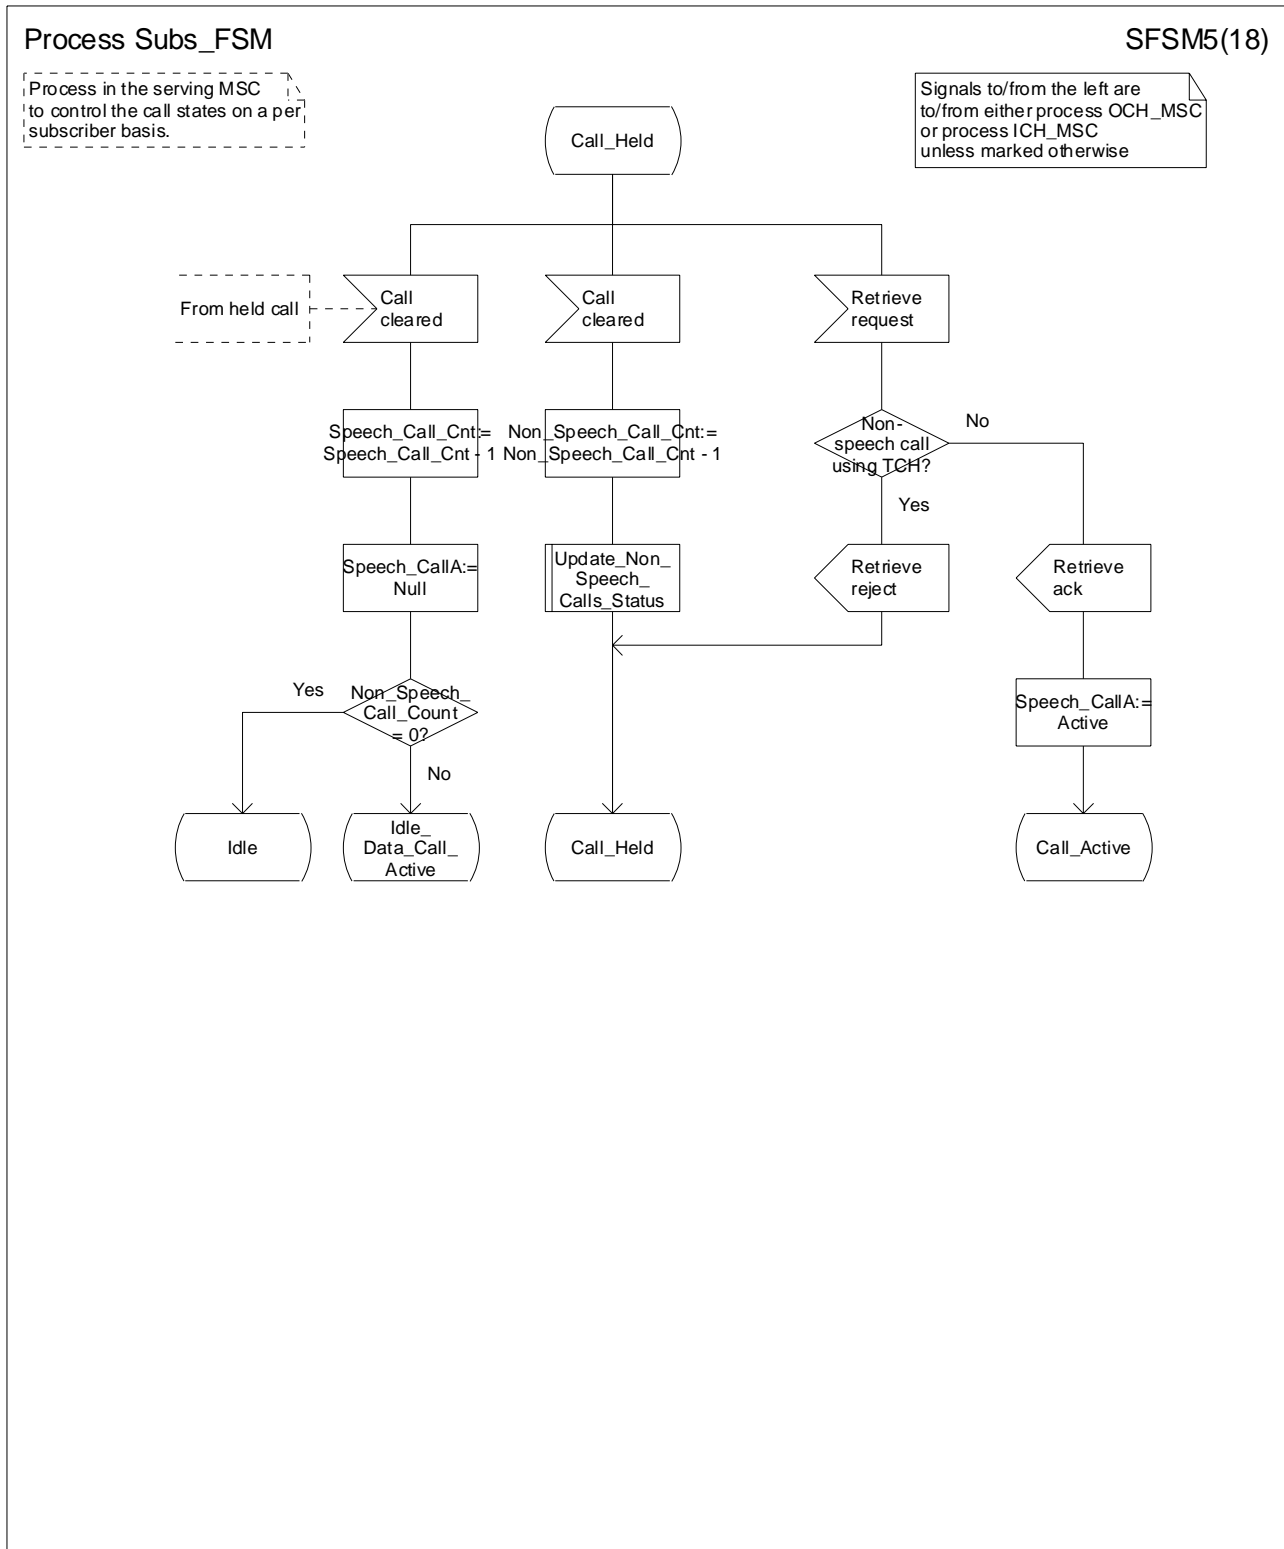 Process Subs_FSM
SFSM5(18)
Process in the serving MSC
to control the call states on a per
subscriber basis.
Signals to/from the left are
to/from either process OCH_MSC
or process ICH_MSC
unless marked otherwise
Call_Held
From held call
Call
cleared
Call
cleared
Retrieve
request
Speech_Call_Cnt:=
Speech_Call_Cnt - 1
Non_Speech_Call_Cnt:=
Non_Speech_Call_Cnt - 1
Non-
speech call
using TCH?
No
Yes
Speech_CallA:=
Null
Update_Non_
Speech_
Calls_Status
Retrieve
reject
Retrieve
ack
Yes
Non_Speech_
Call_Count
= 0?
No
Speech_CallA:=
Active
Idle
Idle_
Data_Call_
Active
Call_Held
Call_Active